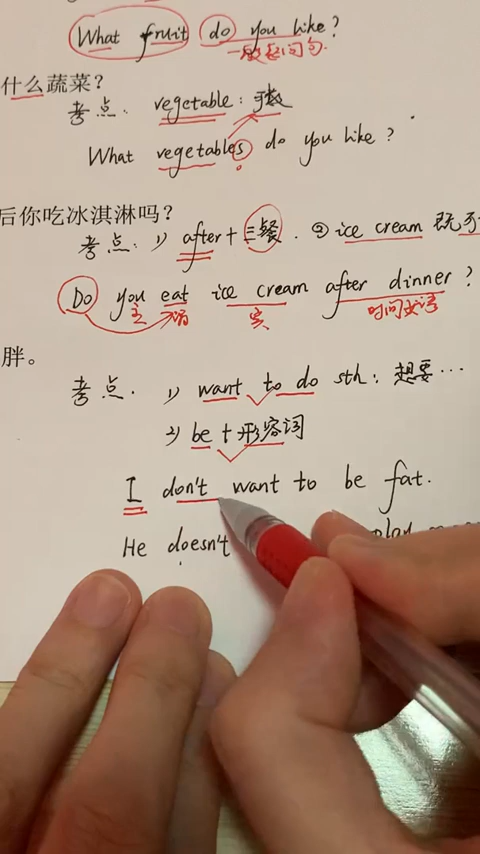 What fruit do you like?
一般疑问句.
什么蔬菜?
考点: vegetable: 可数
What vegetables do you like?
后你吃冰淇淋吗?
考点: 1) after+三餐. ② ice cream 既可
Do you eat ice cream after dinner?
主 谓 宾 时间状语
胖。
考点. 1) want to do sth: 想要…
2) be + 形容词
I don't want to be fat.
He doesn't play